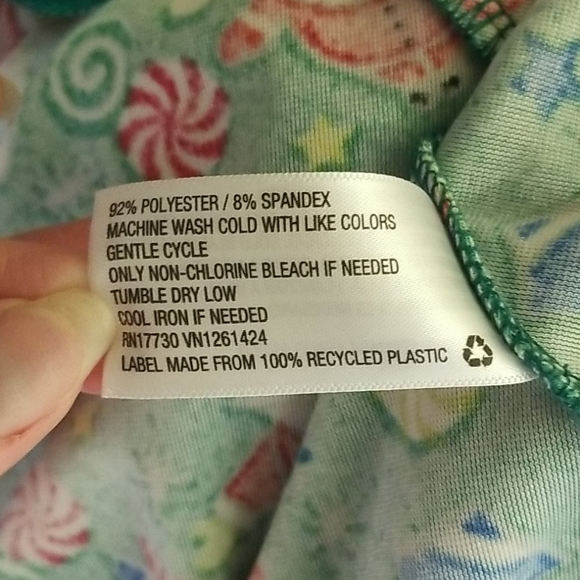 92% POLYESTER / 8% SPANDEX
MACHINE WASH COLD WITH LIKE COLORS
GENTLE CYCLE
ONLY NON-CHLORINE BLEACH IF NEEDED
TUMBLE DRY LOW
COOL IRON IF NEEDED
RN17730 VN1261424
LABEL MADE FROM 100% RECYCLED PLASTIC